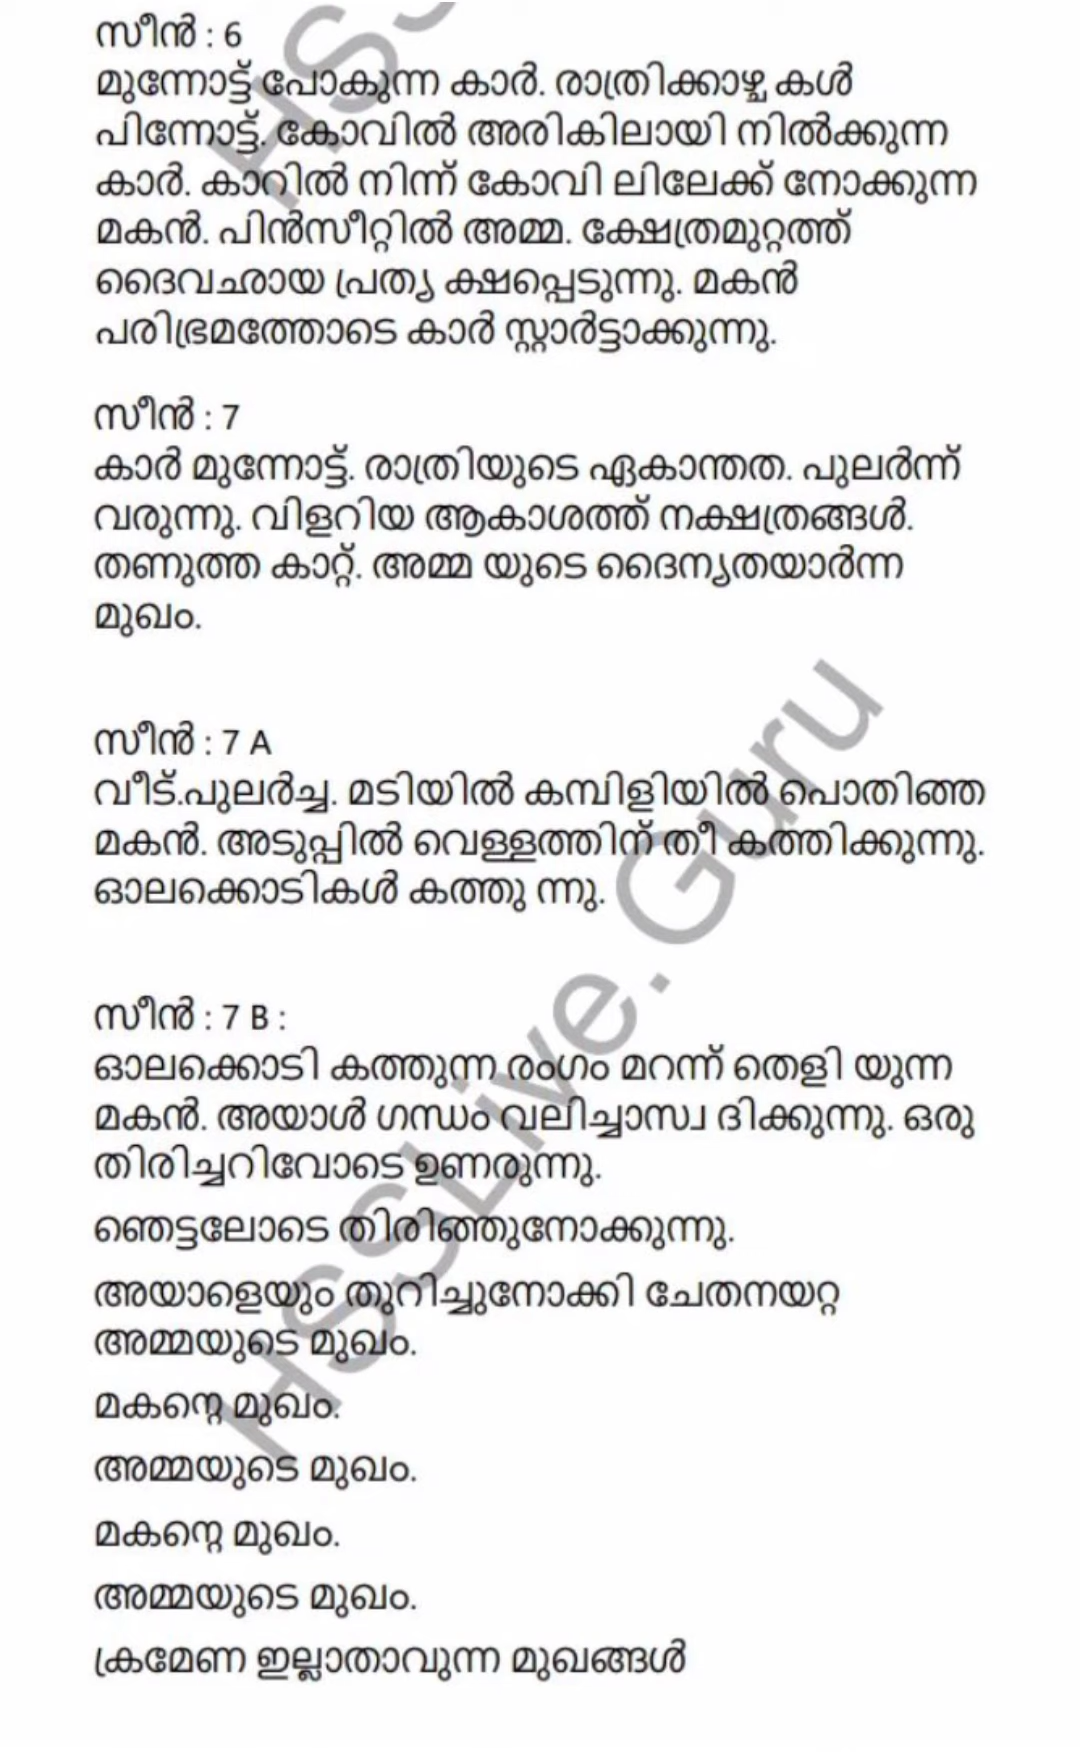 സീൻ : 6
മുന്നോട്ട് പോകുന്ന കാർ. രാത്രിക്കാഴ്ച കൾ
പിന്നോട്ട്. കോവിൽ അരികിലായി നിൽക്കുന്ന
കാർ. കാറിൽ നിന്ന് കോവി ലിലേക്ക് നോക്കുന്ന
മകൻ. പിൻസീറ്റിൽ അമ്മ. ക്ഷേത്രമുറ്റത്ത്
ദൈവഛായ പ്രത്യ ക്ഷപ്പെടുന്നു. മകൻ
പരിഭ്രമത്തോടെ കാർ സ്റ്റാർട്ടാക്കുന്നു.
സീൻ : 7
കാർ മുന്നോട്ട്. രാത്രിയുടെ ഏകാന്തത. പുലർന്ന്
വരുന്നു. വിളറിയ ആകാശത്ത് നക്ഷത്രങ്ങൾ.
തണുത്ത കാറ്റ്. അമ്മ യുടെ ദൈന്യതയാർന്ന
മുഖം.
സീൻ : 7 A
വീട്.പുലർച്ച. മടിയിൽ കമ്പിളിയിൽ പൊതിഞ്ഞ
മകൻ. അടുപ്പിൽ വെള്ളത്തിന് തീ കത്തിക്കുന്നു.
ഓലക്കൊടികൾ കത്തു ന്നു.
സീൻ : 7 B :
ഓലക്കൊടി കത്തുന്ന രംഗം മറന്ന് തെളി യുന്ന
മകൻ. അയാൾ ഗന്ധം വലിച്ചാസ്വ ദിക്കുന്നു. ഒരു
തിരിച്ചറിവോടെ ഉണരുന്നു.
ഞെട്ടലോടെ തിരിഞ്ഞുനോക്കുന്നു.
അയാളെയും തുറിച്ചുനോക്കി ചേതനയറ്റ
അമ്മയുടെ മുഖം.
മകന്റെ മുഖം.
അമ്മയുടെ മുഖം.
മകന്റെ മുഖം.
അമ്മയുടെ മുഖം.
ക്രമേണ ഇല്ലാതാവുന്ന മുഖങ്ങൾ
HSSLive.Guru